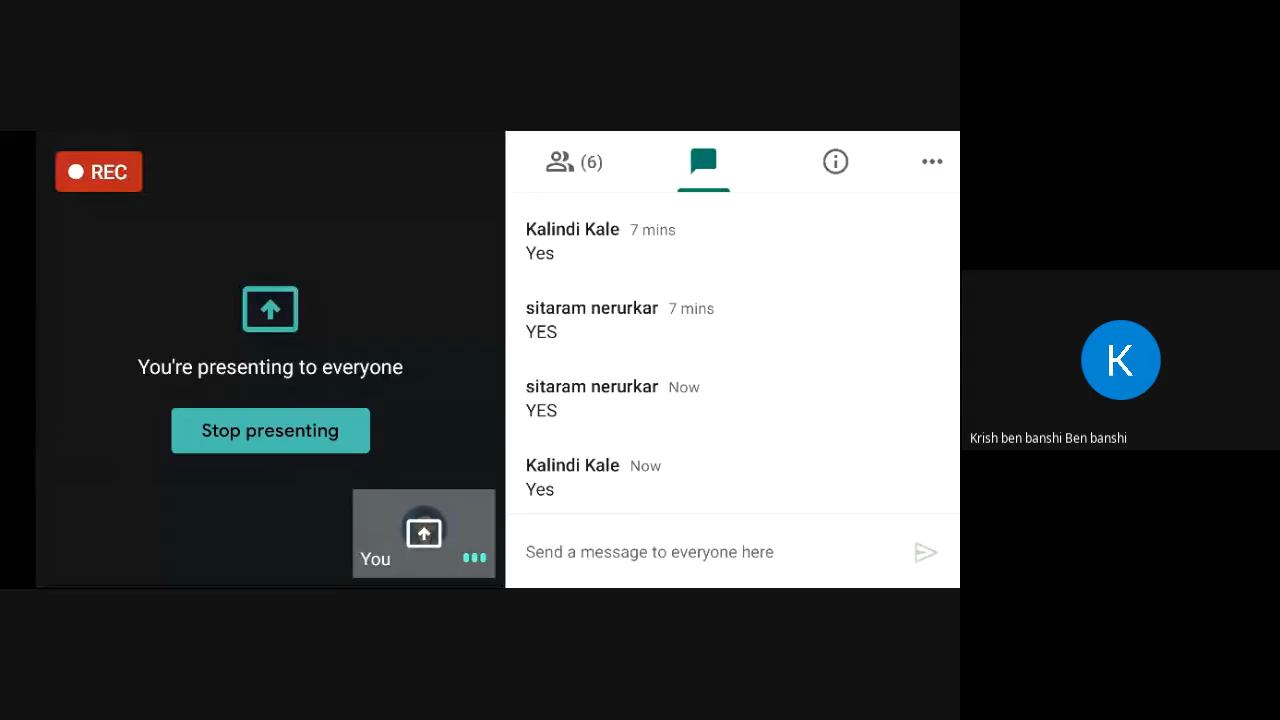 REC
You're presenting to everyone
Stop presenting
You
(6)
Kalindi Kale 7 mins
Yes
sitaram nerurkar 7 mins
YES
sitaram nerurkar Now
YES
Kalindi Kale Now
Yes
Send a message to everyone here
K
Krish ben banshi Ben banshi